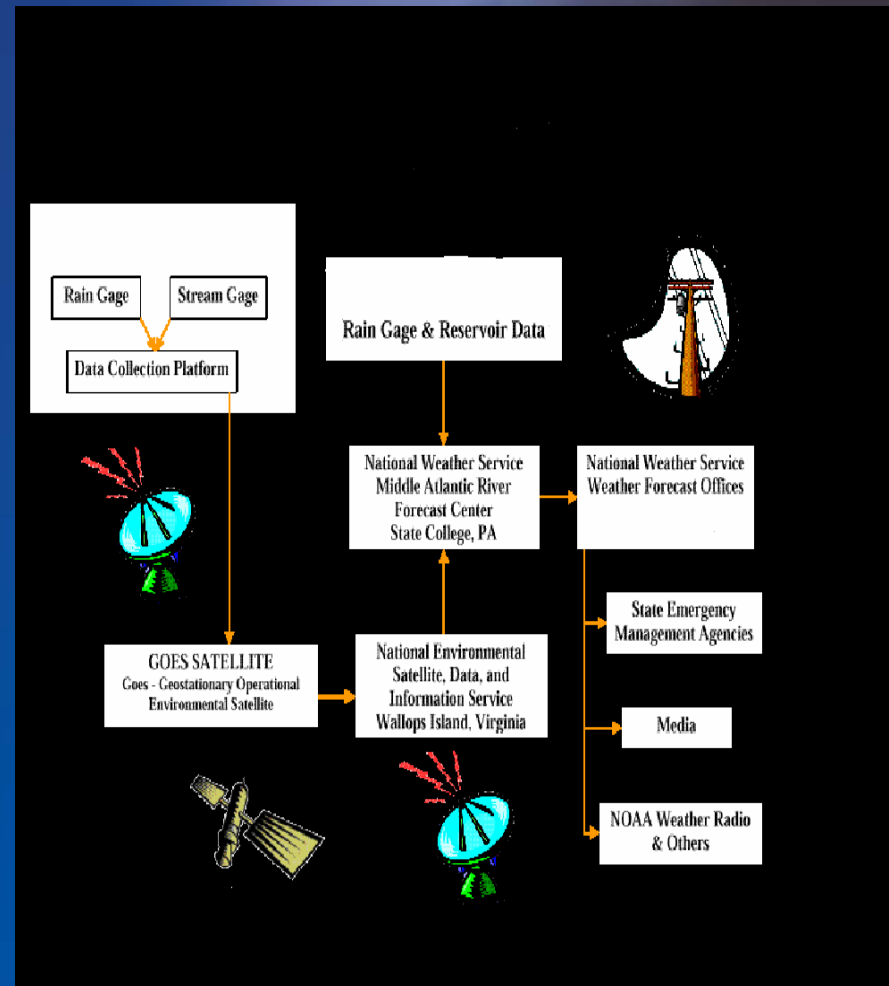 Rain Gage
Stream Gage
Data Collection Platform
Rain Gage & Reservoir Data
National Weather Service
Middle Atlantic River
Forecast Center
State College, PA
National Weather Service
Weather Forecast Offices
State Emergency
Management Agencies
GOES SATELLITE
Goes - Geostationary Operational
Environmental Satellite
National Environmental
Satellite, Data, and
Information Service
Wallops Island, Virginia
Media
NOAA Weather Radio
& Others